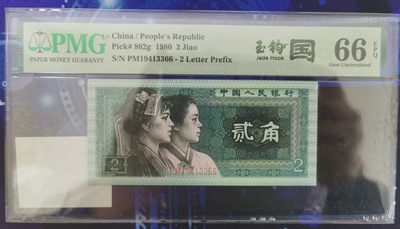 PMG
PAPER MONEY GUARANTY
China / People's Republic
Pick# 882g 1980 2 Jiao
S/N PM19413366 - 2 Letter Prefix
玉钩国
Jade Hook
66 EPQ
Gem Uncirculated
中国人民银行
贰角
PM19413366
2
2